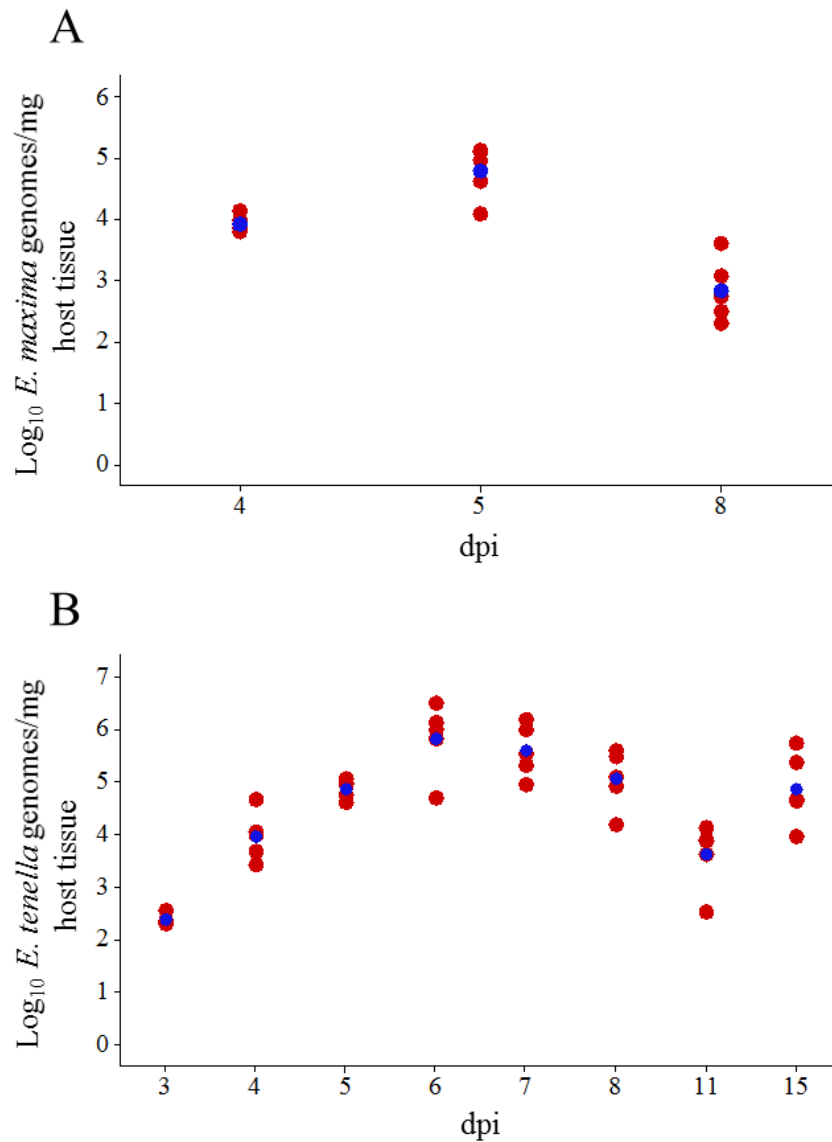 A
Log₁₀ E. maxima genomes/mg
host tissue
6
5
4
3
2
1
0
4 5 8
dpi
B
Log₁₀ E. tenella genomes/mg
host tissue
7
6
5
4
3
2
1
0
3 4 5 6 7 8 11 15
dpi